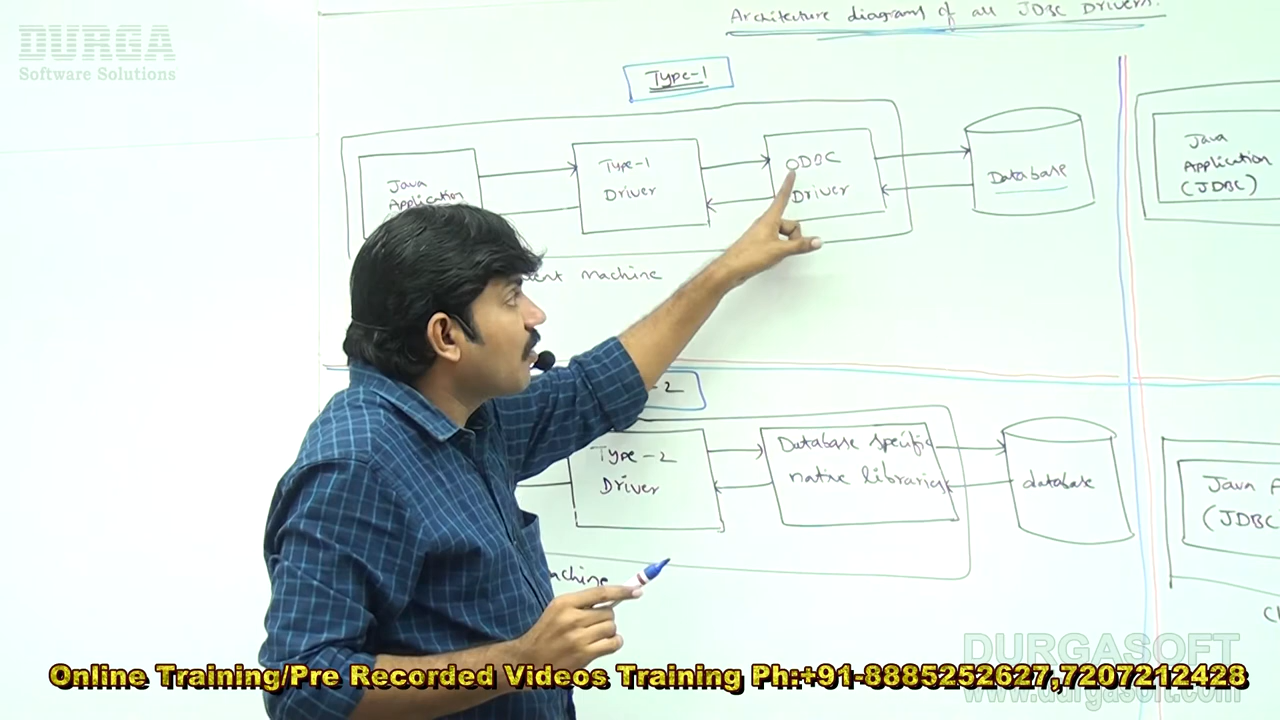 DURGA
Software Solutions
Architecture diagrams of all JDBC Drivers.
Type-1
Java
Application
Type-1
Driver
ODBC
Driver
Database
Java
Application
(JDBC)
machine
- 2
Type - 2
Driver
Database specific
native libraries
database
Java
(JDBC
machine
DURGASOFT
www.durgasoft.com
Online Training/Pre Recorded Videos Training Ph:+91-8885252627,7207212428